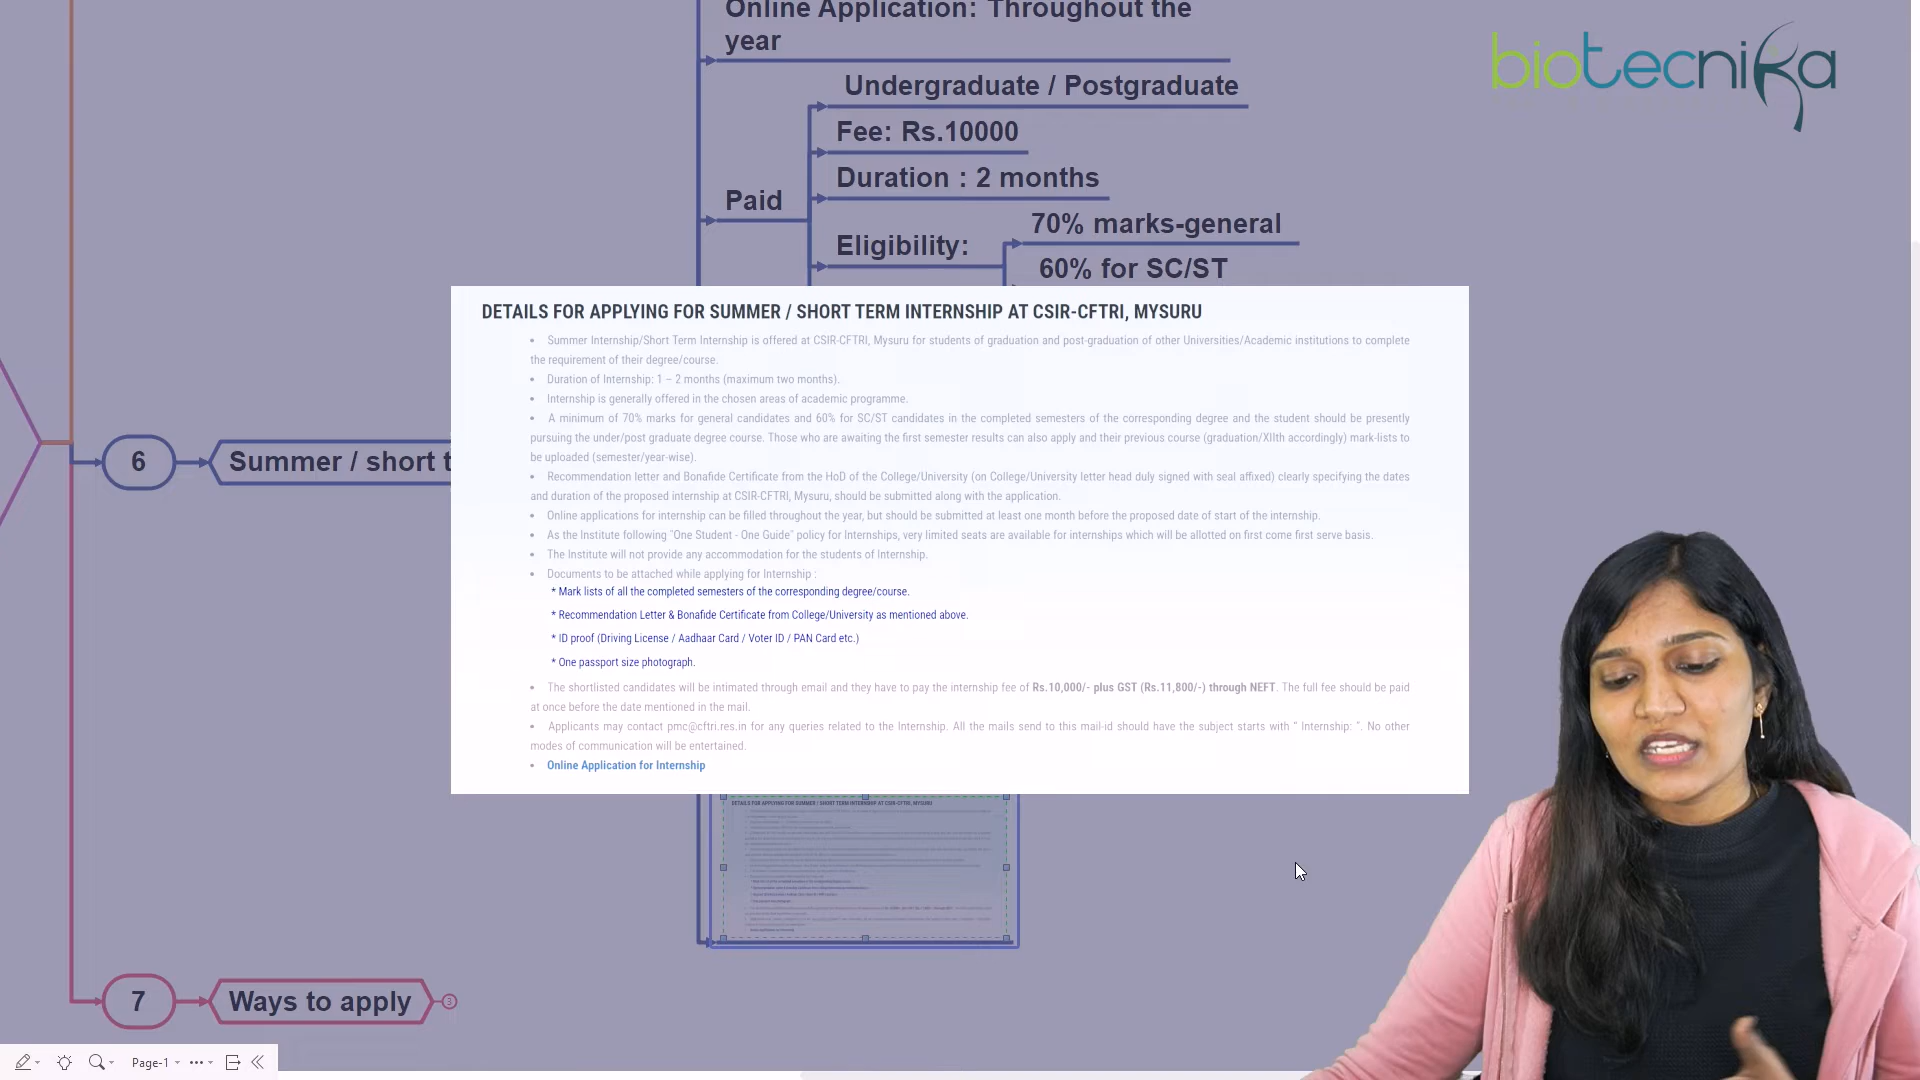 Online Application: Throughout the
year
biotecnika
Undergraduate / Postgraduate
Fee: Rs.10000
Duration : 2 months
Paid
70% marks-general
Eligibility:
60% for SC/ST
DETAILS FOR APPLYING FOR SUMMER / SHORT TERM INTERNSHIP AT CSIR-CFTRI, MYSURU
• Summer Internship/Short Term Internship is offered at CSIR-CFTRI, Mysuru for students of graduation and post-graduation of other Universities/Academic institutions to complete
the requirement of their degree/course.
• Duration of Internship: 1 – 2 months (maximum two months).
• Internship is generally offered in the chosen areas of academic programme.
• A minimum of 70% marks for general candidates and 60% for SC/ST candidates in the completed semesters of the corresponding degree and the student should be presently
pursuing the under/post graduate degree course. Those who are awaiting the first semester results can also apply and their previous course (graduation/XIIth accordingly) mark-lists to
be uploaded (semester/year-wise).
• Recommendation letter and Bonafide Certificate from the HoD of the College/University (on College/University letter head duly signed with seal affixed) clearly specifying the dates
and duration of the proposed internship at CSIR-CFTRI, Mysuru, should be submitted along with the application.
• Online applications for internship can be filled throughout the year, but should be submitted at least one month before the proposed date of start of the internship.
• As the Institute following "One Student - One Guide" policy for Internships, very limited seats are available for internships which will be allotted on first come first serve basis.
• The Institute will not provide any accommodation for the students of Internship.
• Documents to be attached while applying for Internship :
* Mark lists of all the completed semesters of the corresponding degree/course.
* Recommendation Letter & Bonafide Certificate from College/University as mentioned above.
* ID proof (Driving License / Aadhaar Card / Voter ID / PAN Card etc.)
* One passport size photograph.
• The shortlisted candidates will be intimated through email and they have to pay the internship fee of Rs.10,000/- plus GST (Rs.11,800/-) through NEFT. The full fee should be paid
at once before the date mentioned in the mail.
• Applicants may contact pmc@cftri.res.in for any queries related to the Internship. All the mails send to this mail-id should have the subject starts with “ Internship: ”. No other
modes of communication will be entertained.
• Online Application for Internship
6
Summer / short t
DETAILS FOR APPLYING FOR SUMMER / SHORT TERM INTERNSHIP AT CSIR-CFTRI, MYSURU
7
Ways to apply
3
Page-1